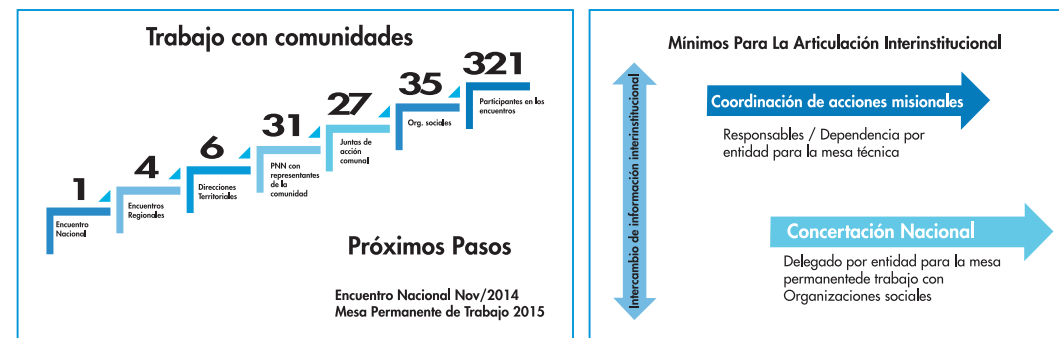 Trabajo con comunidades
1
Encuentro
Nacional
4
Encuentros
Regionales
6
Direcciones
Territoriales
31
PNN con
representantes
de la
comunidad
27
Juntas de
acción
comunal
35
Org. sociales
321
Participantes en los
encuentros
Próximos Pasos
Encuentro Nacional Nov/2014
Mesa Permanente de Trabajo 2015
Mínimos Para La Articulación Interinstitucional
Intercambio de información interinstitucional
Coordinación de acciones misionales
Responsables / Dependencia por
entidad para la mesa técnica
Concertación Nacional
Delegado por entidad para la mesa
permanentede trabajo con
Organizaciones sociales